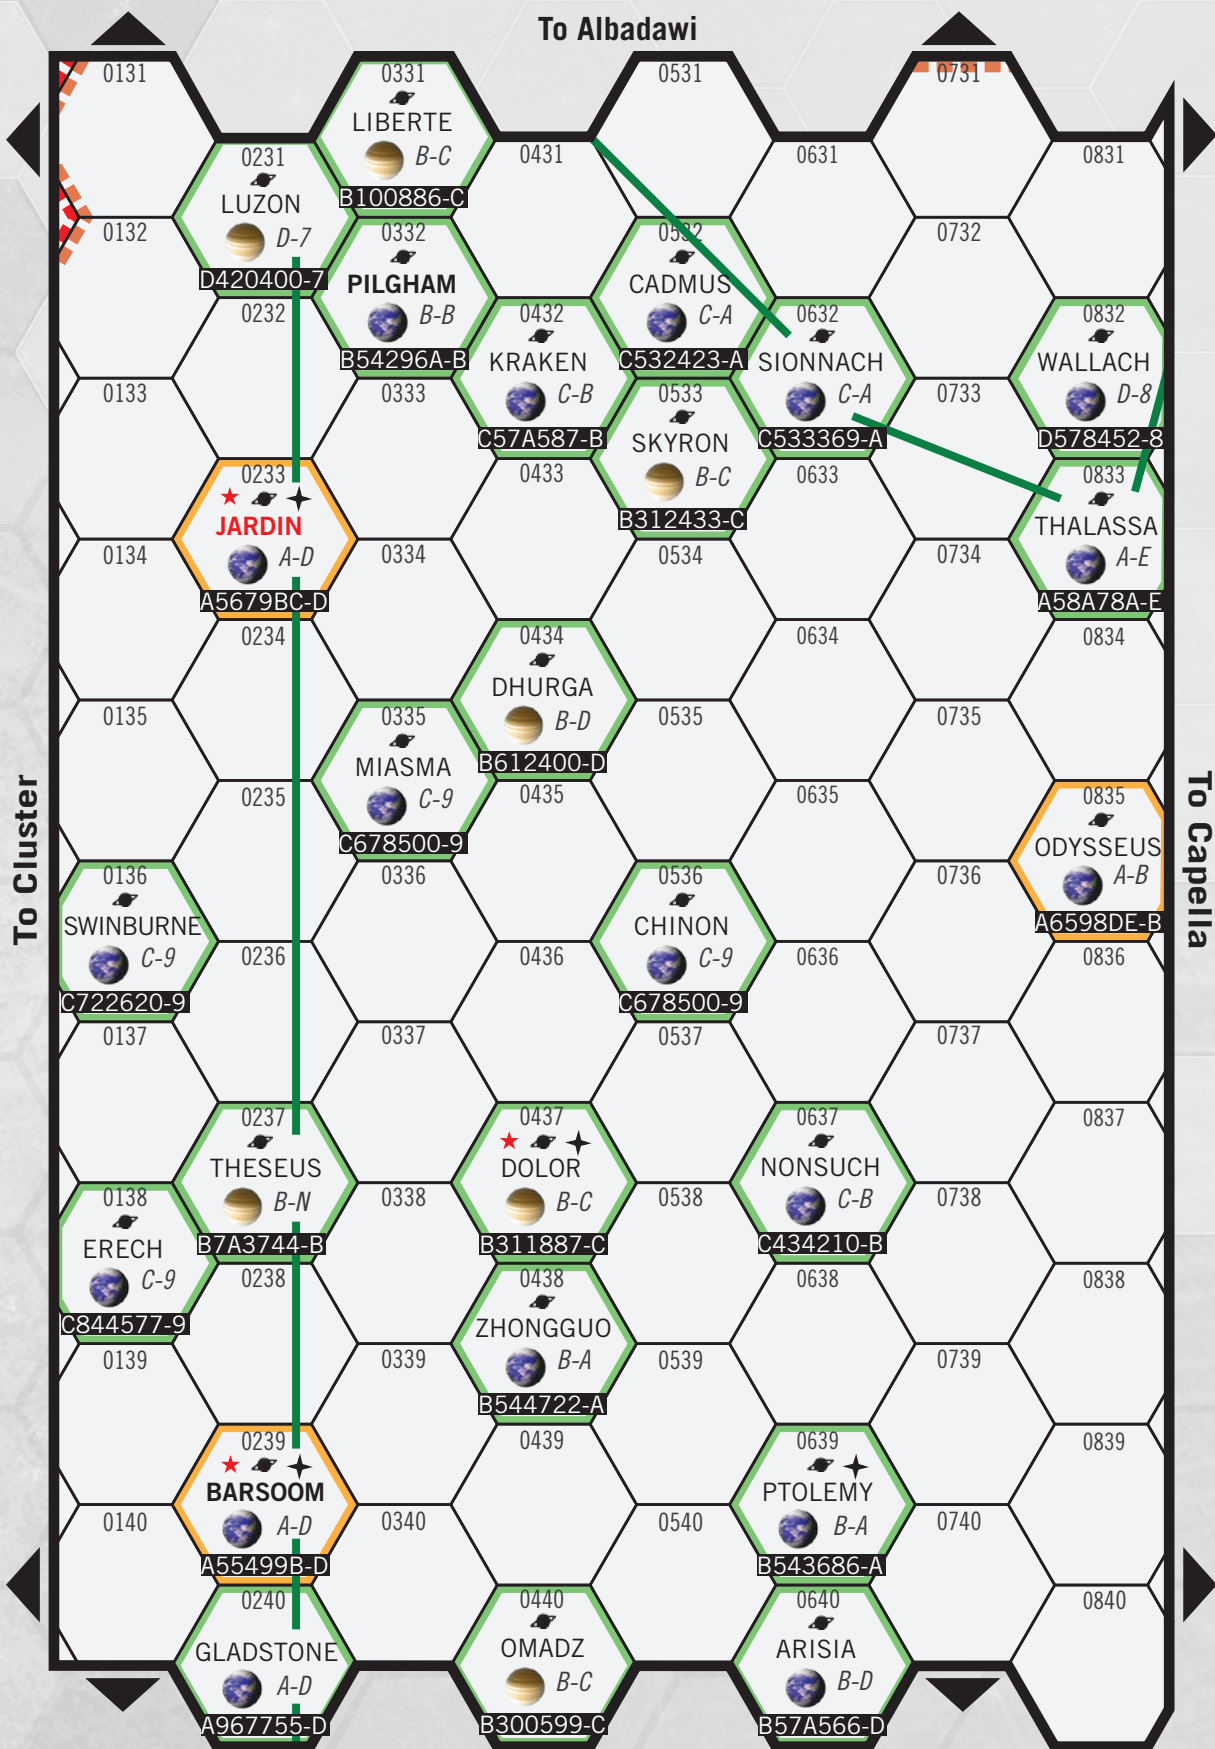 To Albadawi
0131
0331
LIBERTE
B-C
B100886-C
0531
0731
0231
LUZON
D-7
D420400-7
0431
0631
0831
0132
0332
PILGHAM
B-B
B54296A-B
0532
CADMUS
C-A
C532423-A
0732
0232
0432
KRAKEN
C-B
C57A587-B
0632
SIONNACH
C-A
C533369-A
0832
WALLACH
D-8
D578452-8
0133
0333
0533
SKYRON
B-C
B312433-C
0733
0233
JARDIN
A-D
A5679BC-D
0433
0633
0833
THALASSA
A-E
A58A78A-E
0134
0334
0534
0734
0234
0434
DHURGA
B-D
B612400-D
0634
0834
0135
0335
MIASMA
C-9
C678500-9
0535
0735
0235
0435
0635
0835
ODYSSEUS
A-B
A6598DE-B
To Cluster
To Capella
0136
SWINBURNE
C-9
C722620-9
0336
0536
CHINON
C-9
C678500-9
0736
0236
0436
0636
0836
0137
0337
0537
0737
0237
THESEUS
B-N
B7A3744-B
0437
DOLOR
B-C
B311887-C
0637
NONSUCH
C-B
C434210-B
0837
0138
ERECH
C-9
C844577-9
0338
0538
0738
0238
0438
ZHONGGUO
B-A
B544722-A
0638
0838
0139
0339
0539
0739
0239
BARSOOM
A-D
A55499B-D
0439
0639
PTOLEMY
B-A
B543686-A
0839
0140
0340
0540
0740
0240
GLADSTONE
A-D
A967755-D
0440
OMADZ
B-C
B300599-C
0640
ARISIA
B-D
B57A566-D
0840